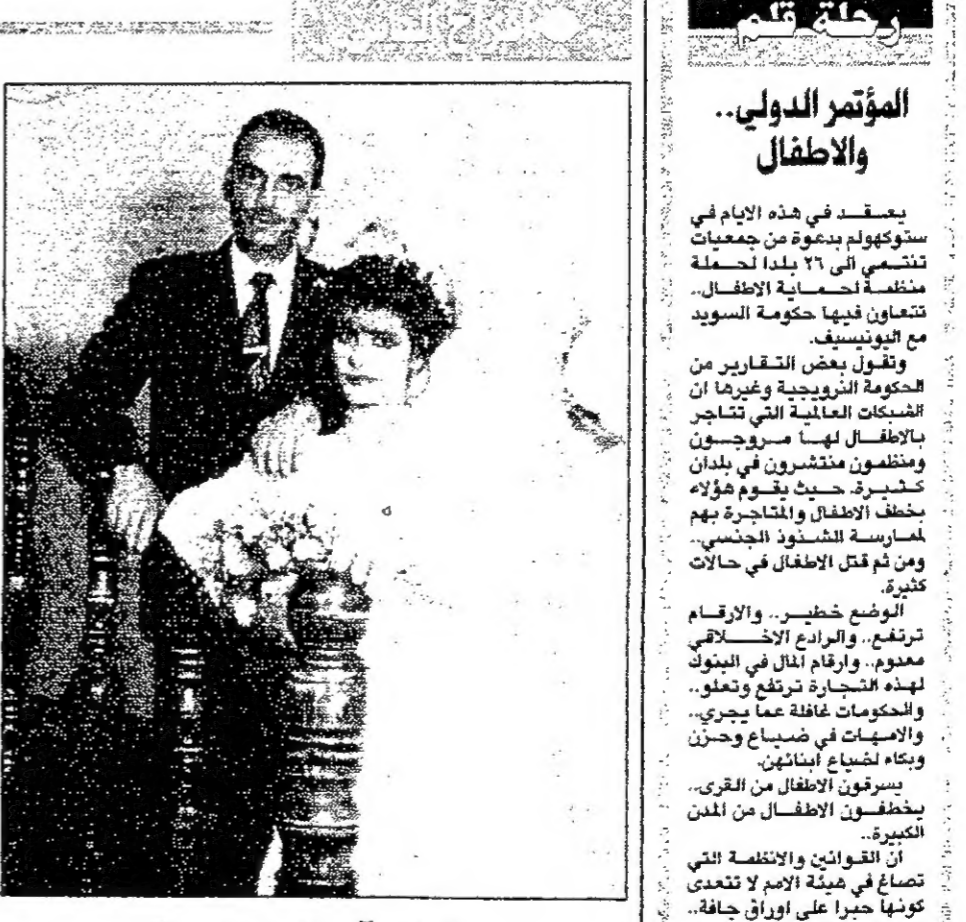 رحلة قلم
المؤتمر الدولي..
والاطفال
يعقد في هذه الايام في
ستوكهولم بدعوة من جمعيات
تنتمي الى ٢٦ بلدا لحملة
منظمة لحماية الاطفال..
تتعاون فيها حكومة السويد
مع اليونيسيف.
وتقول بعض التقارير من
الحكومة النرويجية وغيرها ان
الشبكات العالمية التي تتاجر
بالاطفال لها مروجون
ومنظمون منتشرون في بلدان
كثيرة. حيث يقوم هؤلاء
بخطف الاطفال والمتاجرة بهم
لممارسة الشذوذ الجنسي..
ومن ثم قتل الاطفال في حالات
كثيرة.
الوضع خطير.. والارقام
ترتفع.. والرادع الاخلاقي
معدوم.. وارقام المال في البنوك
لهذه التجارة ترتفع وتعلو..
والحكومات غافلة عما يجري..
والامهات في ضياع وحزن
وبكاء لضياع ابنائهن.
يسرقون الاطفال من القرى..
يخطفون الاطفال من المدن
الكبيرة..
ان القوانين والانظمة التي
تصاغ في هيئة الامم لا تتعدى
كونها حبرا على اوراق جافة..